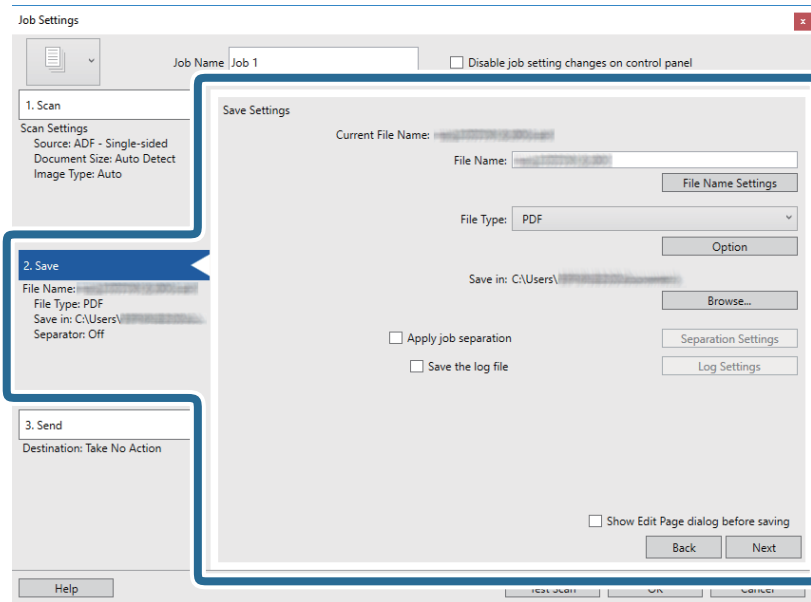 Job Settings
x
Job Name Job 1
Disable job setting changes on control panel
1. Scan
Scan Settings
Source: ADF - Single-sided
Document Size: Auto Detect
Image Type: Auto
2. Save
File Name:
File Type: PDF
Save in: C:\Users\
Separator: Off
3. Send
Destination: Take No Action
Save Settings
Current File Name:
File Name:
File Name Settings
File Type: PDF
Option
Save in: C:\Users\
Browse...
Apply job separation
Separation Settings
Save the log file
Log Settings
Show Edit Page dialog before saving
Back
Next
Help
Test Scan
OK
Cancel